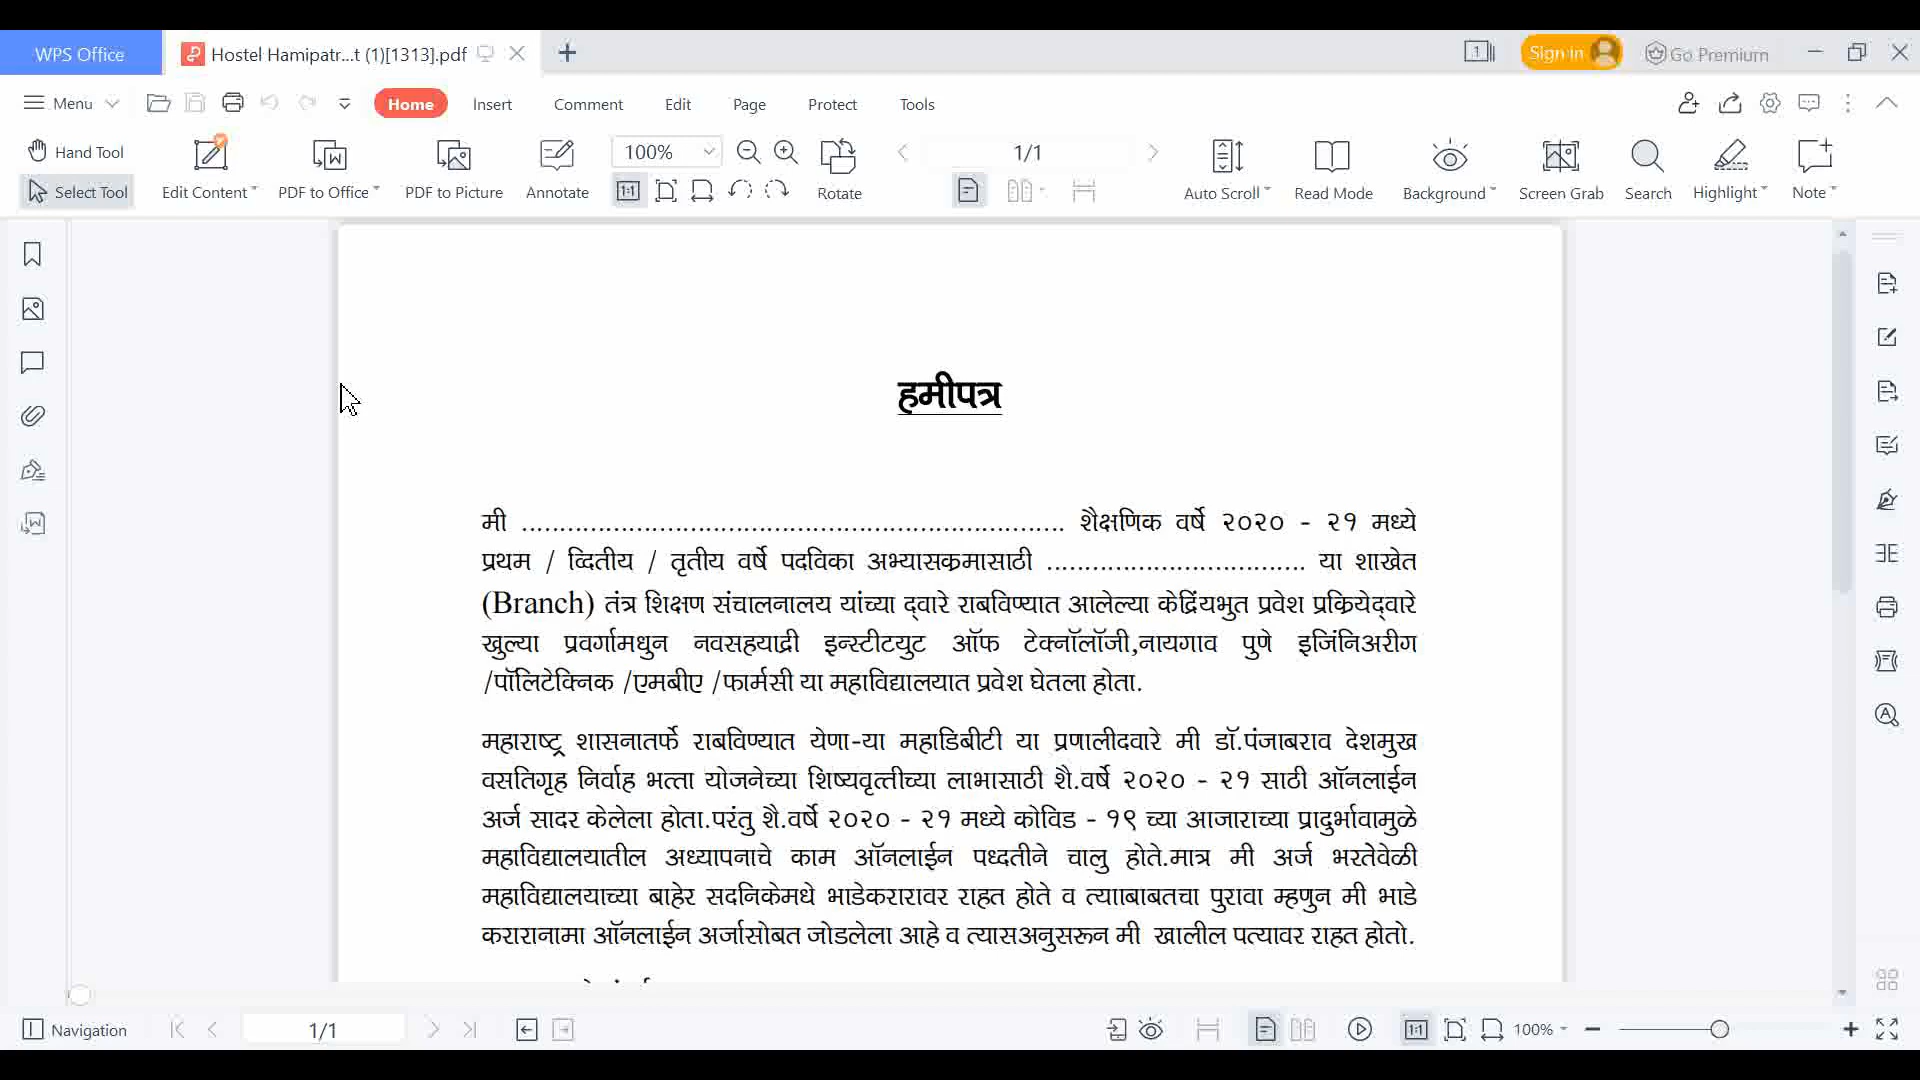 WPS Office
Hostel Hamipatr...t (1)[1313].pdf
1
Sign in
Go Premium
Menu
Home
Insert
Comment
Edit
Page
Protect
Tools
Hand Tool
Select Tool
Edit Content
PDF to Office
PDF to Picture
Annotate
100%
Rotate
1/1
Auto Scroll
Read Mode
Background
Screen Grab
Search
Highlight
Note
हमीपत्र
मी ..................................................................... शैक्षणिक वर्षे २०२० - २१ मध्ये
प्रथम / व्दितीय / तृतीय वर्षे पदविका अभ्यासक्रमासाठी ................................. या शाखेत
(Branch) तंत्र शिक्षण संचालनालय यांच्या द्वारे राबविण्यात आलेल्या केद्रिंयभुत प्रवेश प्रक्रियेद्वारे
खुल्या प्रवर्गामधुन नवसहयाद्री इन्स्टीटयुट ऑफ टेक्नॉलॉजी,नायगाव पुणे इजिंनिअरीग
/पॉलिटेक्निक /एमबीए /फार्मसी या महाविद्यालयात प्रवेश घेतला होता.
महाराष्ट्र शासनातर्फे राबविण्यात येणा-या महाडिबीटी या प्रणालीदवारे मी डॉ.पंजाबराव देशमुख
वसतिगृह निर्वाह भत्ता योजनेच्या शिष्यवृत्तीच्या लाभासाठी शै.वर्षे २०२० - २१ साठी ऑनलाईन
अर्ज सादर केलेला होता.परंतु शै.वर्षे २०२० - २१ मध्ये कोविड - १९ च्या आजाराच्या प्रादुर्भावामुळे
महाविद्यालयातील अध्यापनाचे काम ऑनलाईन पध्दतीने चालु होते.मात्र मी अर्ज भरतेवेळी
महाविद्यालयाच्या बाहेर सदनिकेमधे भाडेकरारावर राहत होते व त्यााबाबतचा पुरावा म्हणुन मी भाडे
करारानामा ऑनलाईन अर्जासोबत जोडलेला आहे व त्यासअनुसरून मी खालील पत्यावर राहत होतो.
Navigation
1/1
100%